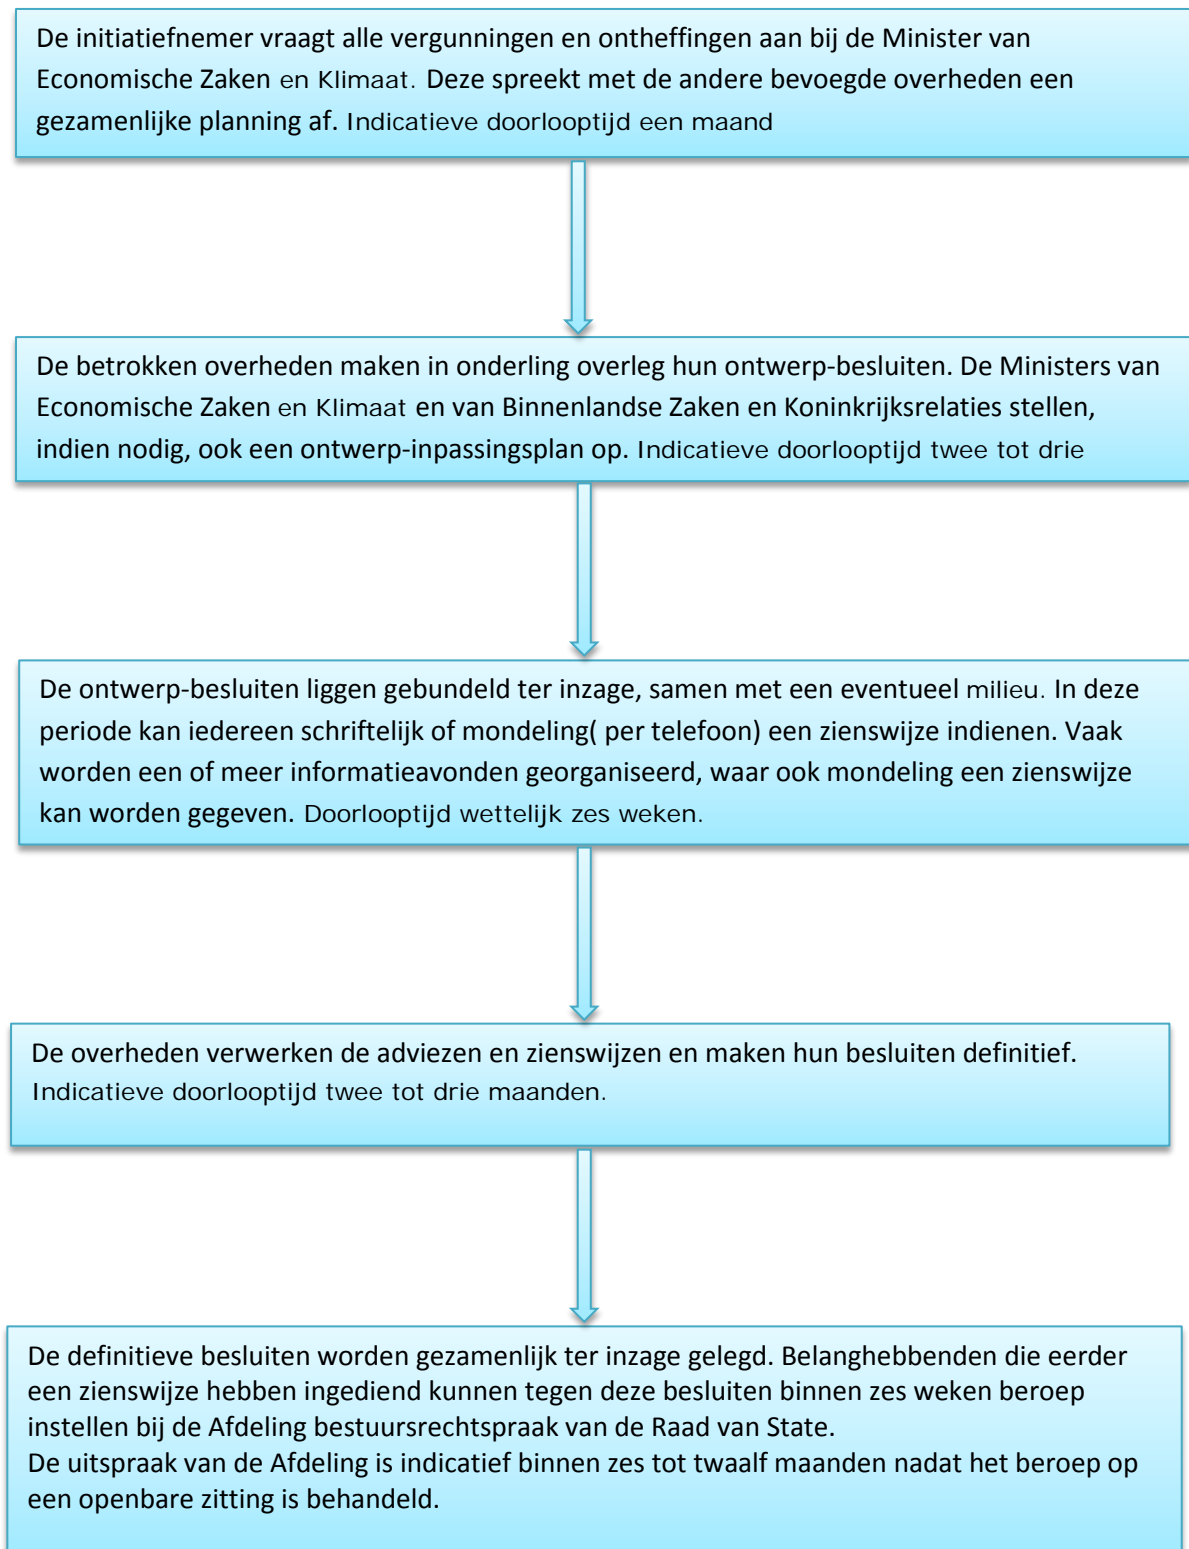 De initiatiefnemer vraagt alle vergunningen en ontheffingen aan bij de Minister van
Economische Zaken en Klimaat. Deze spreekt met de andere bevoegde overheden een
gezamenlijke planning af. Indicatieve doorlooptijd een maand
De betrokken overheden maken in onderling overleg hun ontwerp-besluiten. De Ministers van
Economische Zaken en Klimaat en van Binnenlandse Zaken en Koninkrijksrelaties stellen,
indien nodig, ook een ontwerp-inpassingsplan op. Indicatieve doorlooptijd twee tot drie
De ontwerp-besluiten liggen gebundeld ter inzage, samen met een eventueel milieu. In deze
periode kan iedereen schriftelijk of mondeling( per telefoon) een zienswijze indienen. Vaak
worden een of meer informatieavonden georganiseerd, waar ook mondeling een zienswijze
kan worden gegeven. Doorlooptijd wettelijk zes weken.
De overheden verwerken de adviezen en zienswijzen en maken hun besluiten definitief.
Indicatieve doorlooptijd twee tot drie maanden.
De definitieve besluiten worden gezamenlijk ter inzage gelegd. Belanghebbenden die eerder
een zienswijze hebben ingediend kunnen tegen deze besluiten binnen zes weken beroep
instellen bij de Afdeling bestuursrechtspraak van de Raad van State.
De uitspraak van de Afdeling is indicatief binnen zes tot twaalf maanden nadat het beroep op
een openbare zitting is behandeld.